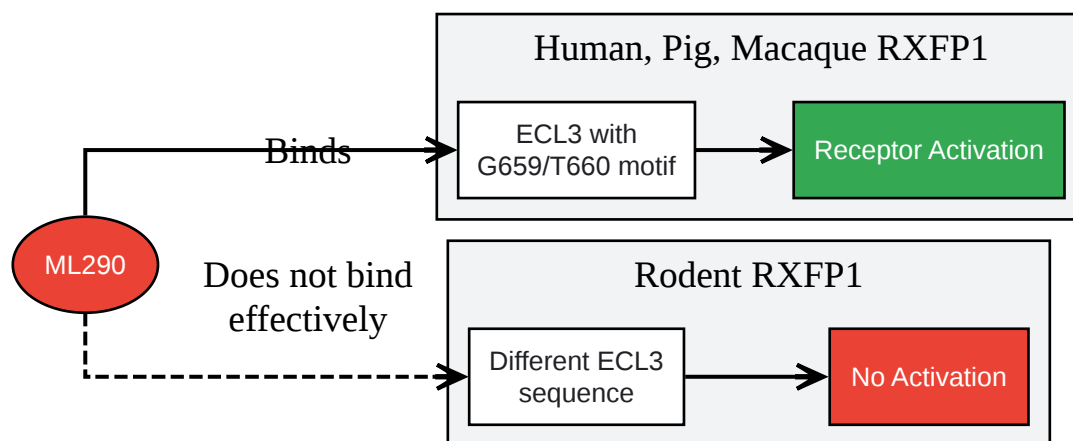 Human, Pig, Macaque RXFP1
Binds
ECL3 with
G659/T660 motif
Receptor Activation
ML290
Does not bind
effectively
Rodent RXFP1
Different ECL3
sequence
No Activation